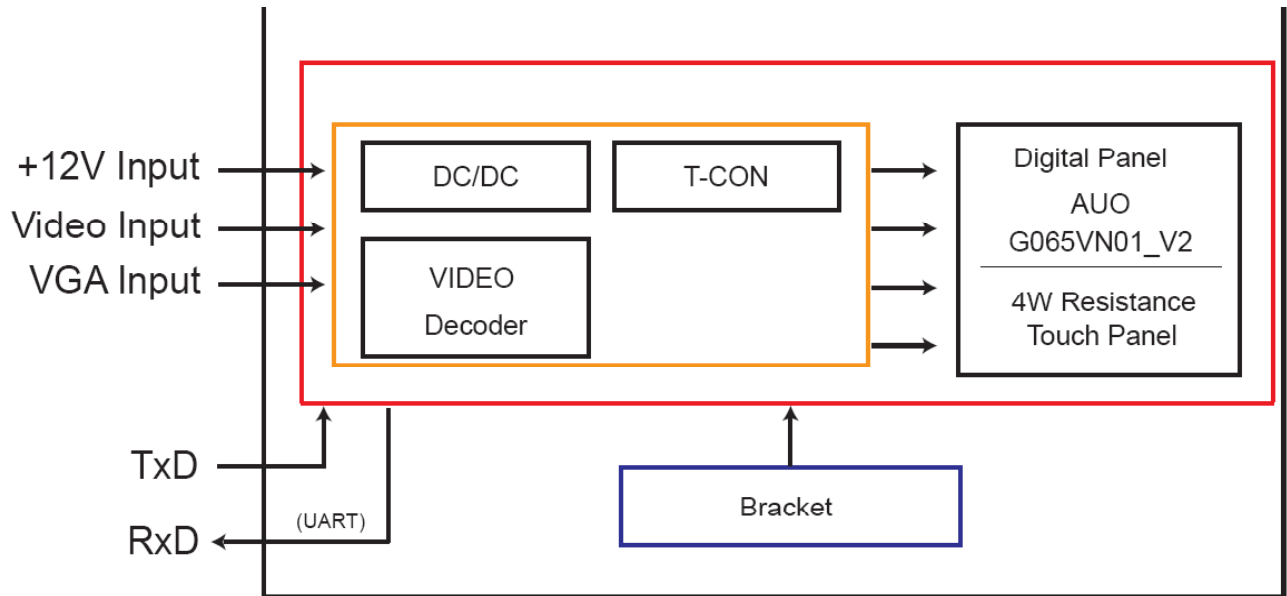 +12V Input
Video Input
VGA Input
DC/DC
T-CON
VIDEO
Decoder
Digital Panel
AUO
G065VN01_V2
4W Resistance
Touch Panel
TxD
(UART)
RxD
Bracket